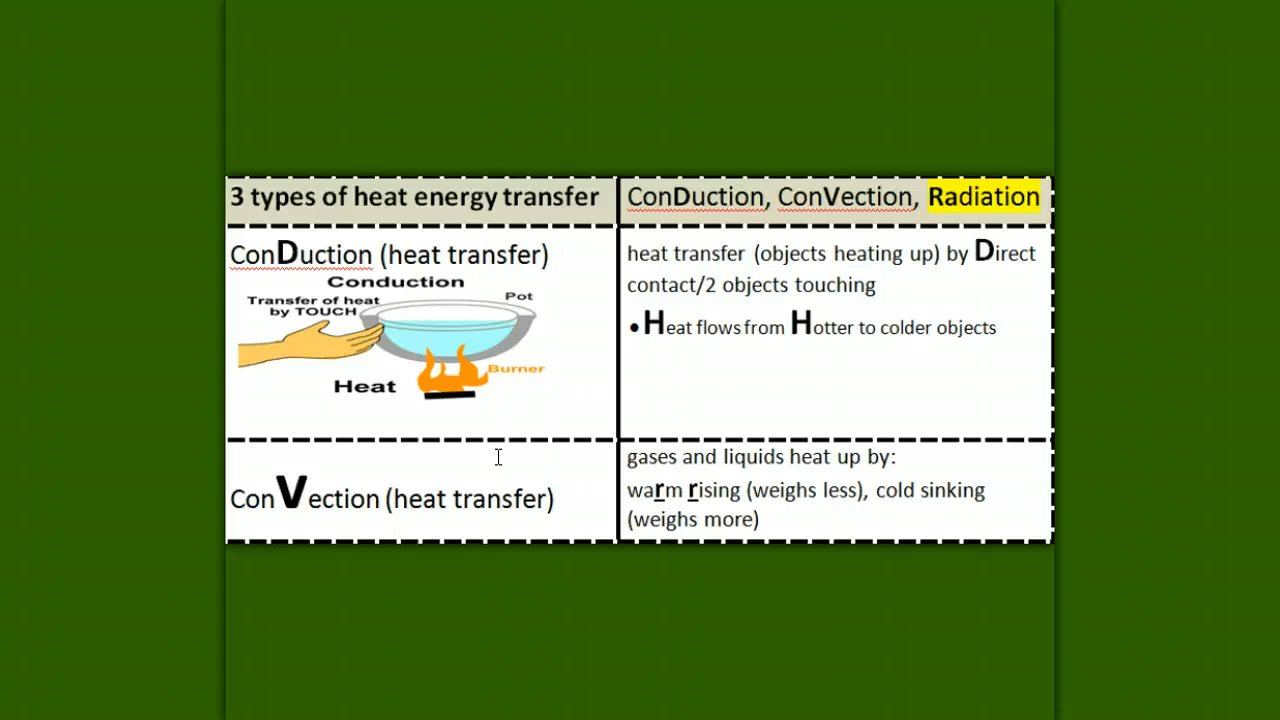 3 types of heat energy transfer
ConDuction, ConVection, Radiation
ConDuction (heat transfer)
Conduction
Transfer of heat
by TOUCH
Pot
Burner
Heat
heat transfer (objects heating up) by Direct
contact/2 objects touching
• Heat flows from Hotter to colder objects
ConVection (heat transfer)
gases and liquids heat up by:
warm rising (weighs less), cold sinking
(weighs more)